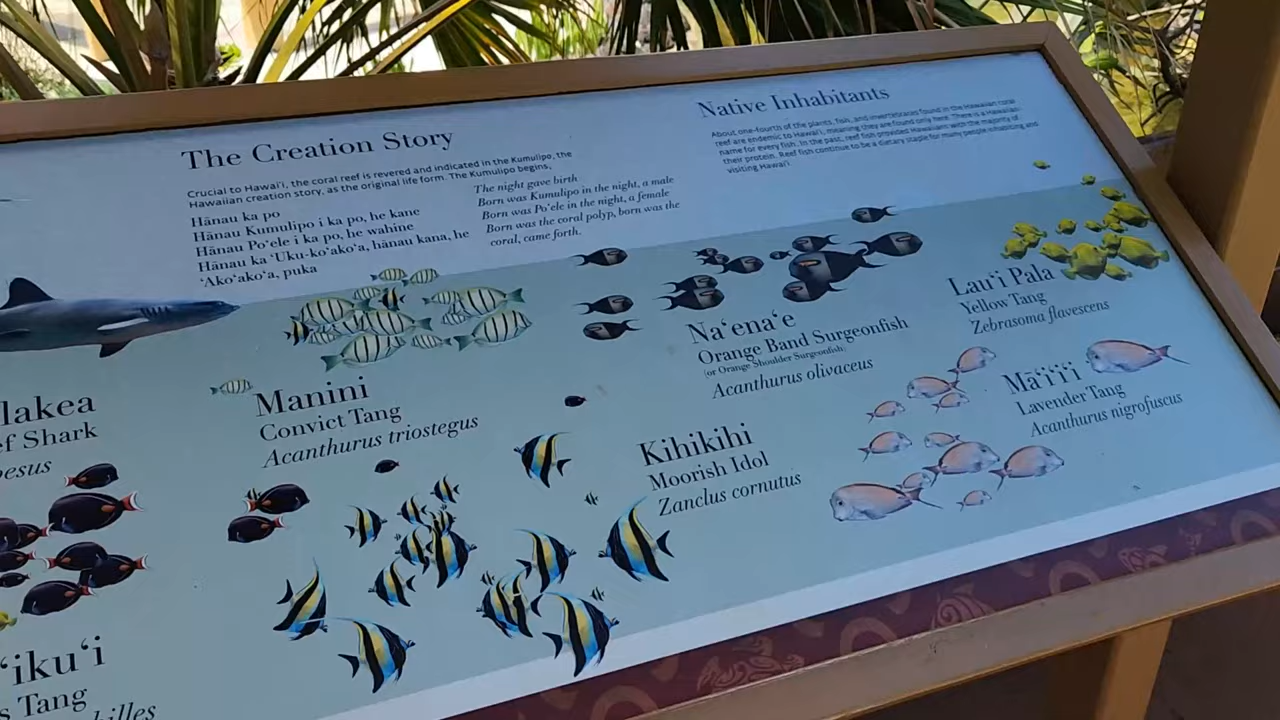 The Creation Story
Crucial to Hawai'i, the coral reef is revered and indicated in the Kumulipo, the
Hawaiian creation story, as the original life form. The Kumulipo begins,
Hānau ka po
Hānau Kumulipo i ka po, he kane
Hānau Po'ele i ka po, he wahine
Hānau ka 'Uku-ko'ako'a, hānau kana, he
'Ako'ako'a, puka
The night gave birth
Born was Kumulipo in the night, a male
Born was Po'ele in the night, a female
Born was the coral polyp, born was the
coral, came forth.
Native Inhabitants
About one-fourth of the plants, fish, and invertebrates found in the Hawaiian coral
reef are endemic to Hawai'i, meaning they are found only here. There is a Hawaiian
name for every fish. In the past, reef fish provided Hawaiians with the majority of
their protein. Reef fish continue to be a dietary staple for many people inhabiting and
visiting Hawai'i.
lakea
ef Shark
besus
Manini
Convict Tang
Acanthurus triostegus
Na'ena'e
Orange Band Surgeonfish
(or Orange Shoulder Surgeonfish)
Acanthurus olivaceus
Lau'i Pala
Yellow Tang
Zebrasoma flavescens
Mā'i'i'i
Lavender Tang
Acanthurus nigrofuscus
Kihikihi
Moorish Idol
Zanclus cornutus
'iku'i
s Tang
hilles